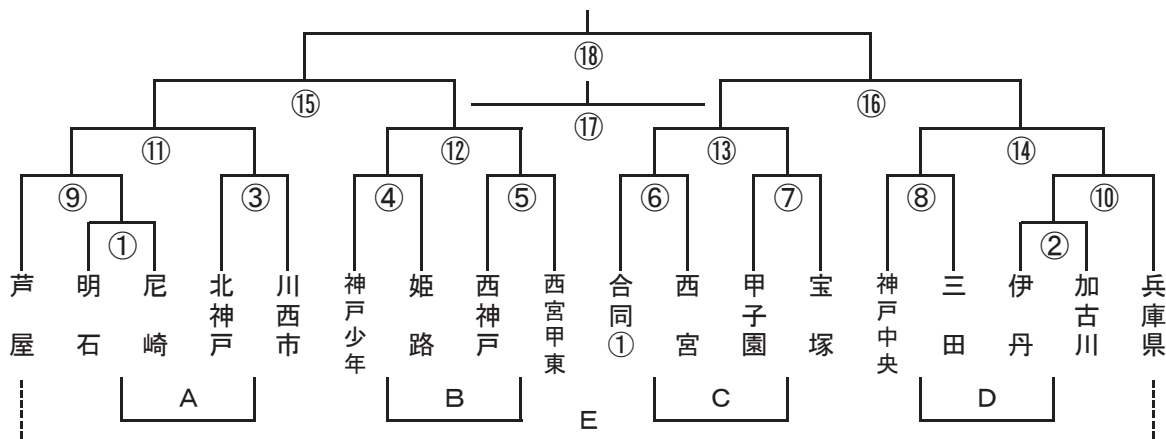 ⑱
⑮
⑰
⑯
⑪
⑫
⑬
⑭
⑨
③
④
⑤
⑥
⑦
⑧
⑩
①
②
芦屋
明石
尼崎
北神戸
川西市
神戸少年
姫路
西神戸
西宮甲東
合同①
西宮
甲子園
宝塚
神戸中央
三田
伊丹
加古川
兵庫県
A
B
E
C
D